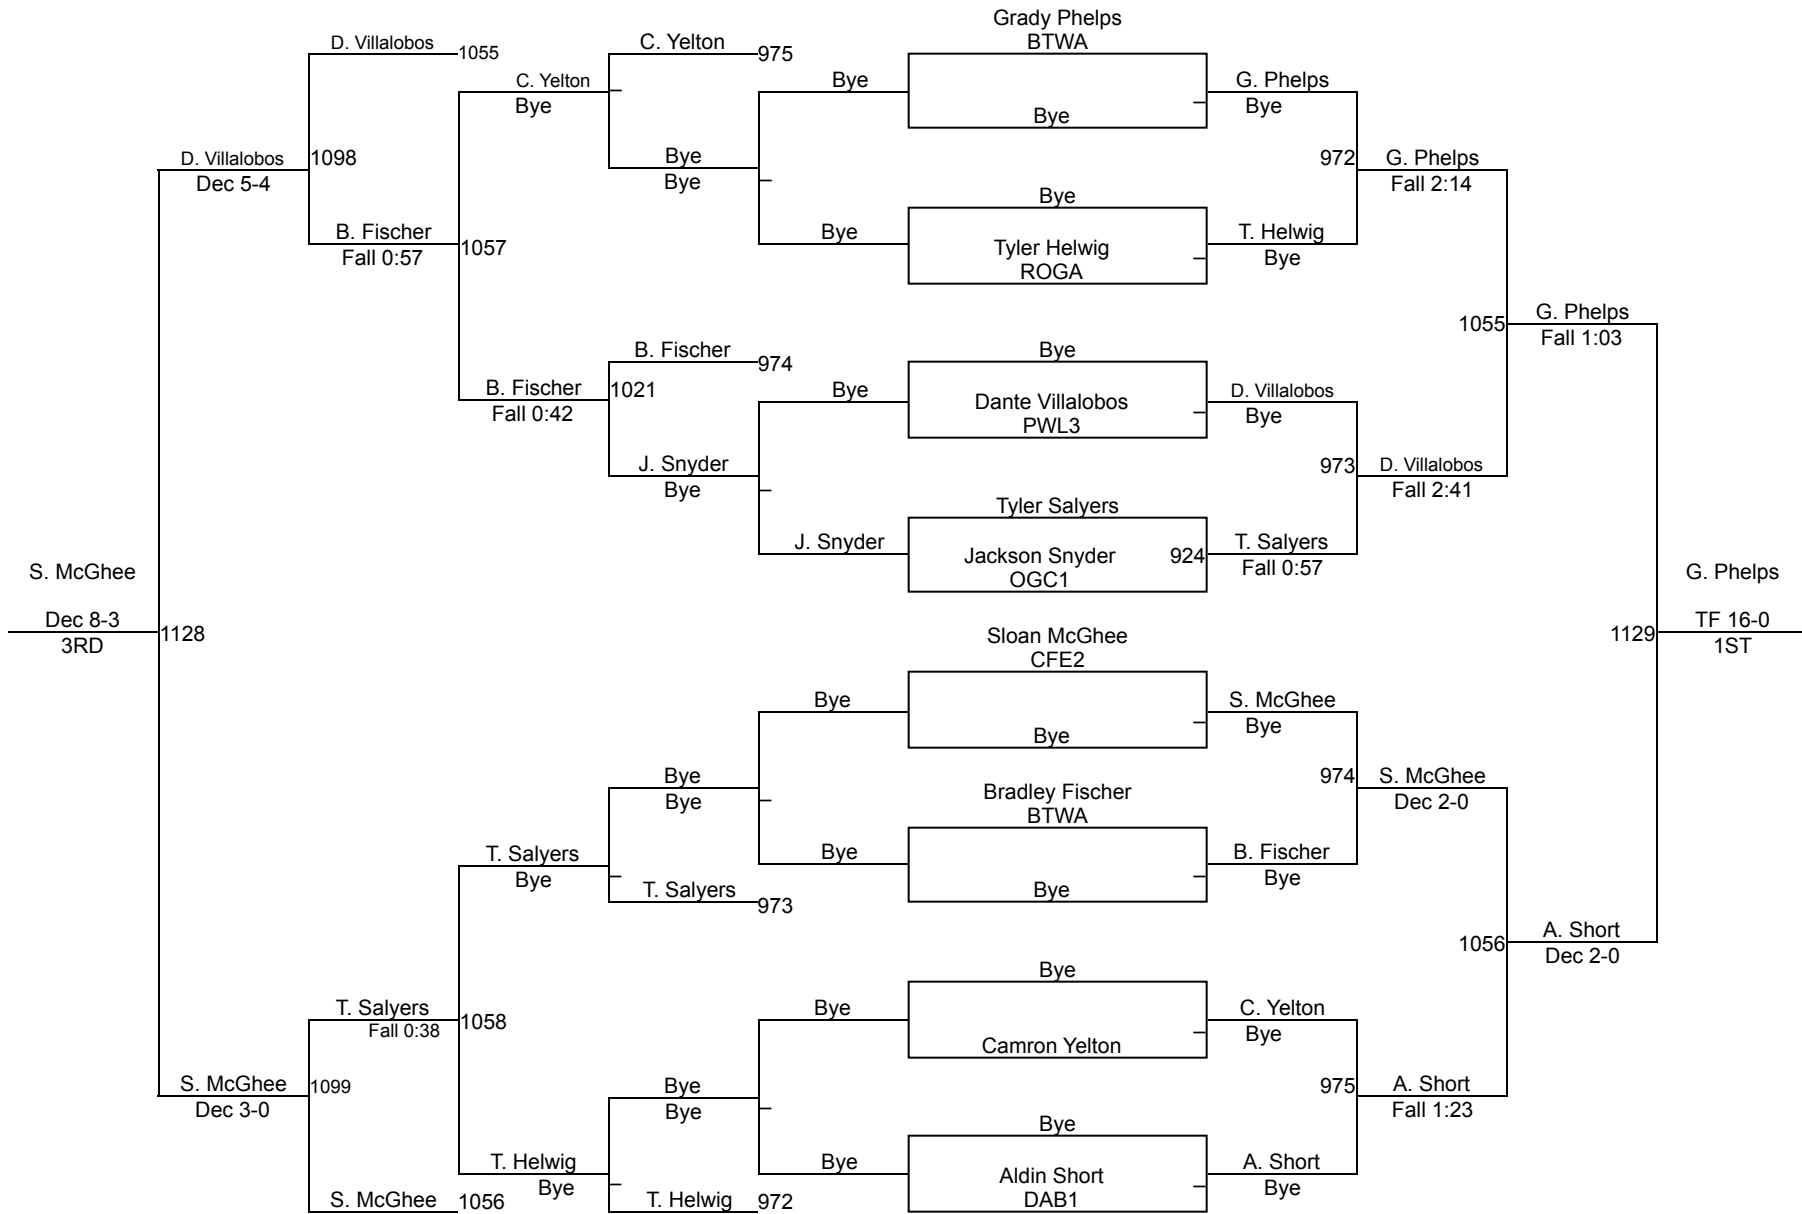 Grady Phelps
BTWA
Bye
Bye
Tyler Helwig
ROGA
Bye
Dante Villalobos
PWL3
Tyler Salyers
Jackson Snyder
OGC1
924
Sloan McGhee
CFE2
Bye
Bradley Fischer
BTWA
Bye
Bye
Camron Yelton
Bye
Aldin Short
DAB1
G. Phelps
Bye
T. Helwig
Bye
D. Villalobos
Bye
T. Salyers
Fall 0:57
S. McGhee
Bye
B. Fischer
Bye
C. Yelton
Bye
A. Short
Bye
972
G. Phelps
Fall 2:14
973
D. Villalobos
Fall 2:41
974
S. McGhee
Dec 2-0
975
A. Short
Fall 1:23
1055
G. Phelps
Fall 1:03
1056
A. Short
Dec 2-0
1129
G. Phelps
TF 16-0
1ST
Bye
Bye
Bye
J. Snyder
Bye
Bye
Bye
Bye
C. Yelton
975
Bye
Bye
B. Fischer
974
J. Snyder
Bye
Bye
Bye
T. Salyers
973
Bye
Bye
T. Helwig
972
C. Yelton
Bye
B. Fischer
Fall 0:42
1021
T. Salyers
Bye
T. Helwig
Bye
D. Villalobos
1055
B. Fischer
Fall 0:57
1057
T. Salyers
Fall 0:38
1058
S. McGhee
1056
D. Villalobos
Dec 5-4
1098
S. McGhee
Dec 3-0
1099
S. McGhee
Dec 8-3
3RD
1128